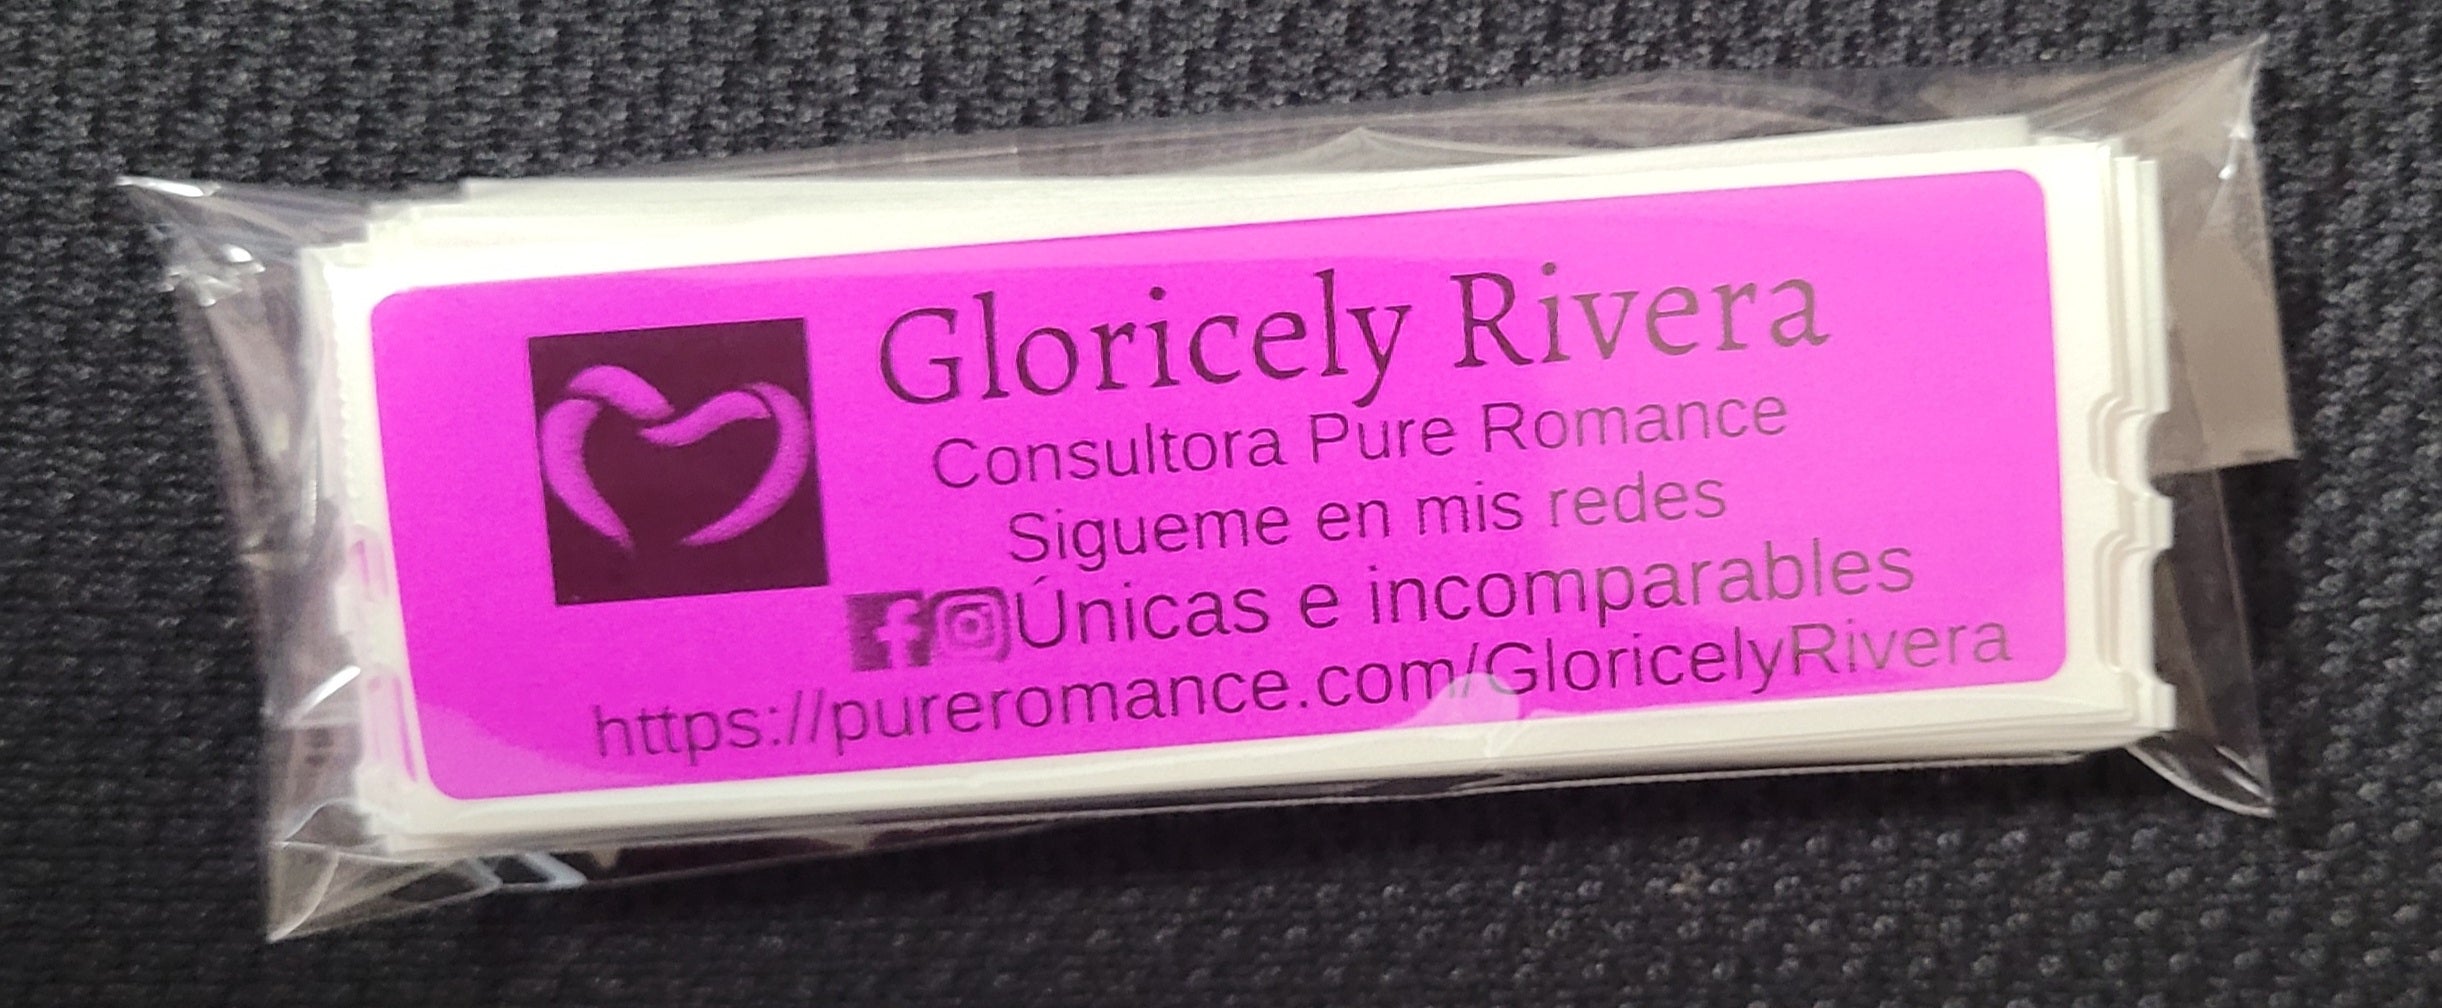 Gloricely Rivera
Consultora Pure Romance
Sigueme en mis redes
Únicas e incomparables
https://pureromance.com/GloricelyRivera